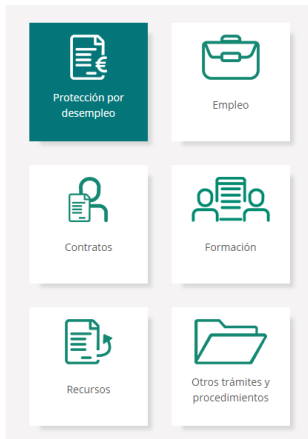 Protección por
desempleo
Empleo
Contratos
Formación
Recursos
Otros trámites y
procedimientos